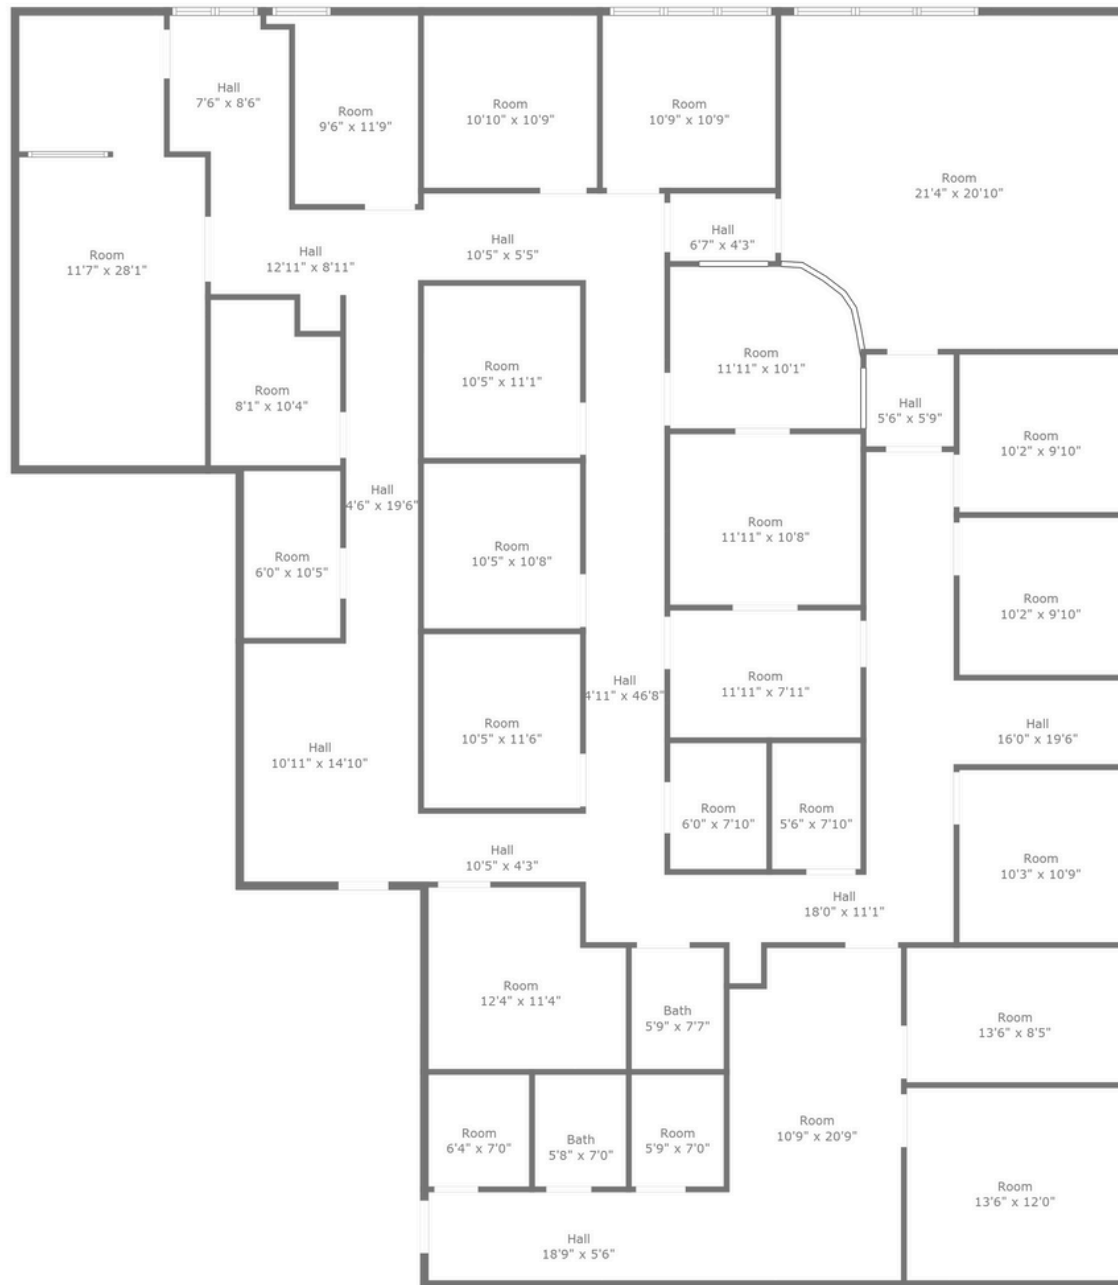 Hall
7'6" x 8'6"
Room
9'6" x 11'9"
Room
10'10" x 10'9"
Room
10'9" x 10'9"
Room
21'4" x 20'10"
Room
11'7" x 28'1"
Hall
12'11" x 8'11"
Hall
10'5" x 5'5"
Hall
6'7" x 4'3"
Room
8'1" x 10'4"
Room
10'5" x 11'1"
Room
11'11" x 10'1"
Hall
5'6" x 5'9"
Room
10'2" x 9'10"
Hall
4'6" x 19'6"
Room
6'0" x 10'5"
Room
10'5" x 10'8"
Room
11'11" x 10'8"
Room
10'2" x 9'10"
Hall
10'11" x 14'10"
Room
10'5" x 11'6"
Hall
4'11" x 46'8"
Room
11'11" x 7'11"
Hall
16'0" x 19'6"
Room
6'0" x 7'10"
Room
5'6" x 7'10"
Hall
10'5" x 4'3"
Room
10'3" x 10'9"
Hall
18'0" x 11'1"
Room
12'4" x 11'4"
Bath
5'9" x 7'7"
Room
13'6" x 8'5"
Room
6'4" x 7'0"
Bath
5'8" x 7'0"
Room
5'9" x 7'0"
Room
10'9" x 20'9"
Room
13'6" x 12'0"
Hall
18'9" x 5'6"